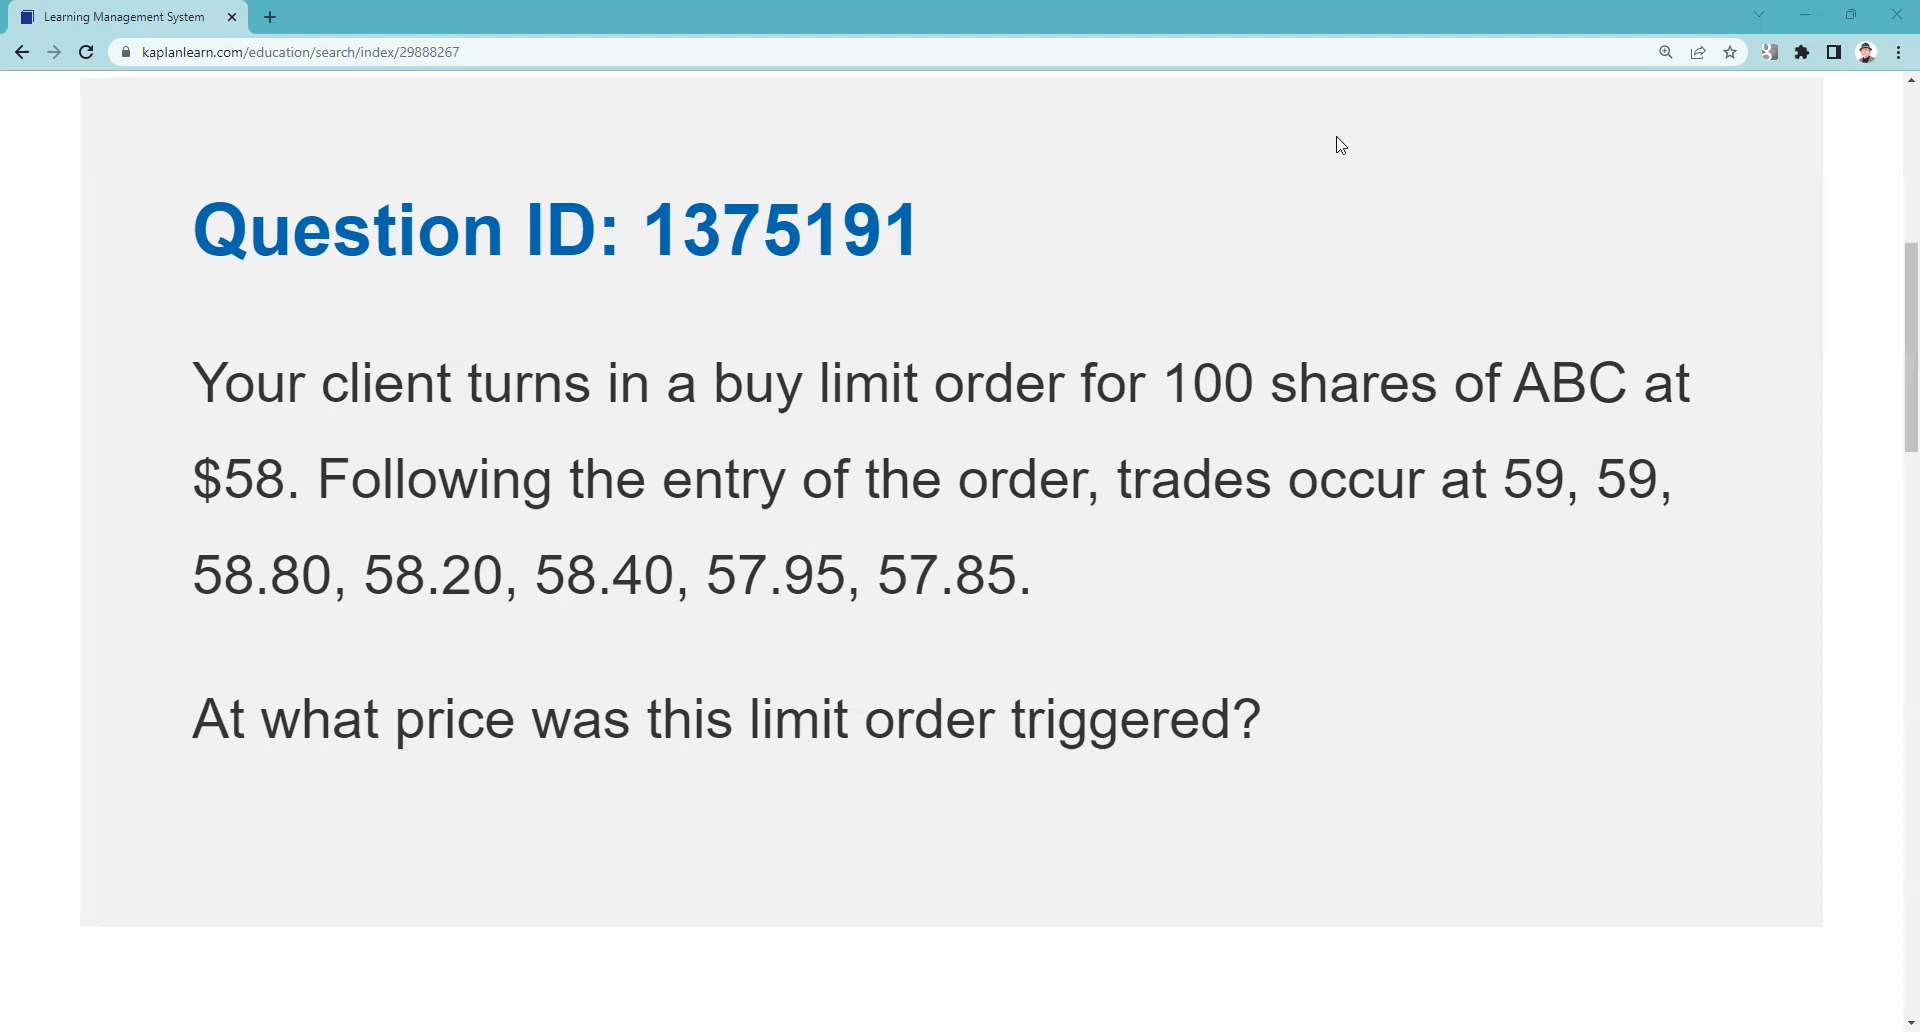 Learning Management System
kaplanlearn.com/education/search/index/29888267
Question ID: 1375191
Your client turns in a buy limit order for 100 shares of ABC at
$58. Following the entry of the order, trades occur at 59, 59,
58.80, 58.20, 58.40, 57.95, 57.85.
At what price was this limit order triggered?